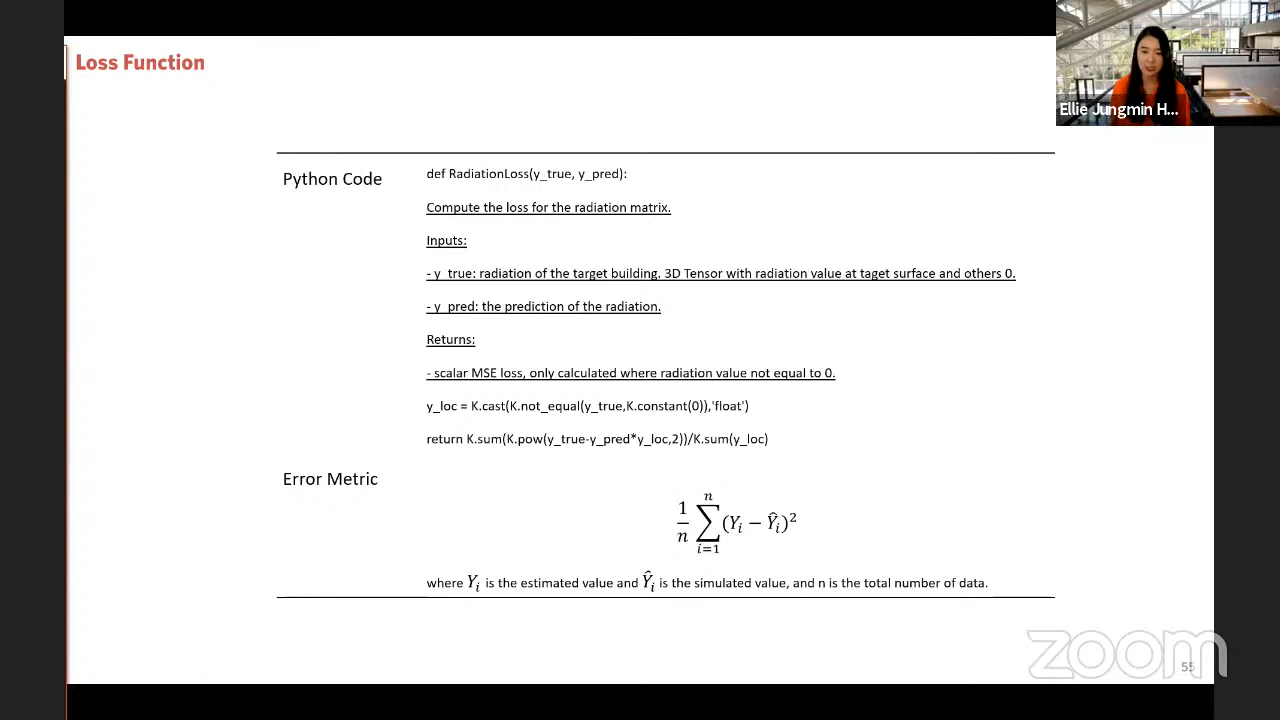 Loss Function
Ellie Jungmin H...
Python Code
def RadiationLoss(y_true, y_pred):
Compute the loss for the radiation matrix.
Inputs:
- y_true: radiation of the target building. 3D Tensor with radiation value at taget surface and others 0.
- y_pred: the prediction of the radiation.
Returns:
- scalar MSE loss, only calculated where radiation value not equal to 0.
y_loc = K.cast(K.not_equal(y_true,K.constant(0)),'float')
return K.sum(K.pow(y_true-y_pred*y_loc,2))/K.sum(y_loc)
Error Metric
1/n ∑_{i=1}^{n} (Y_i − Ŷ_i)²
where Y_i is the estimated value and Ŷ_i is the simulated value, and n is the total number of data.
zoom
55